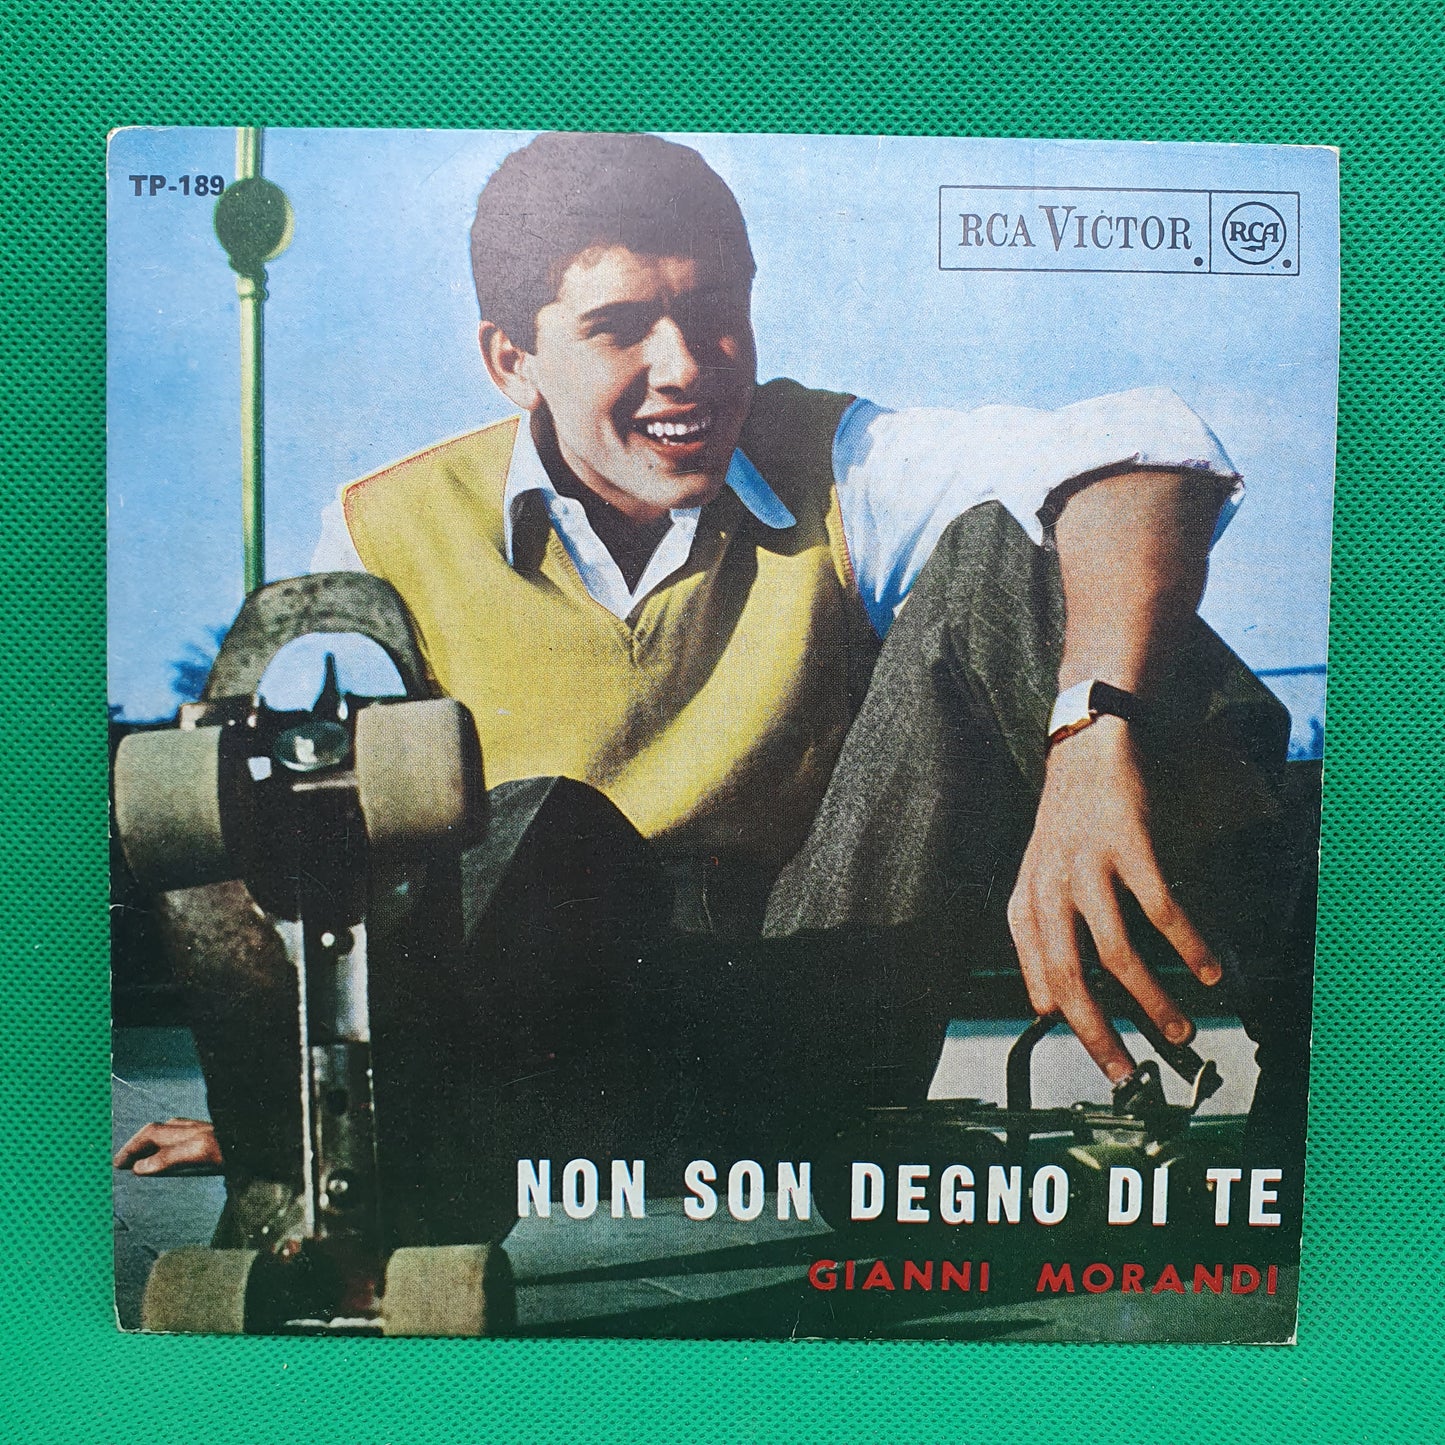 TP-189
RCA VICTOR
RCA
NON SON DEGNO DI TE
GIANNI MORANDI